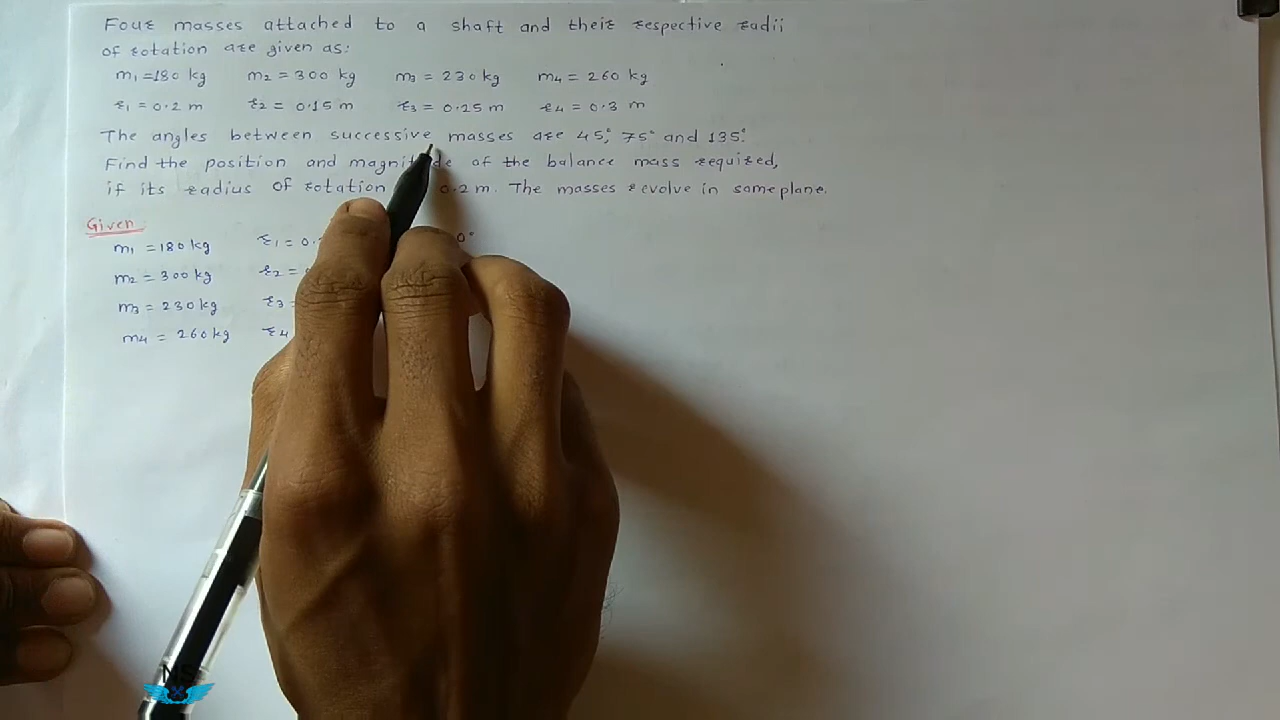 Four masses attached to a shaft and their respective radii
of rotation are given as:
m1 =180 kg m2 = 300 kg m3 = 230 kg m4 = 260 kg
r1 = 0.2 m r2 = 0.15 m r3 = 0.25 m r4 = 0.3 m
The angles between successive masses are 45°, 75° and 135°.
Find the position and magnitude of the balance mass required,
if its radius of rotation 0.2 m. The masses revolve in same plane.
Given
m1 = 180 kg r1 = 0. 0°
m2 = 300 kg r2 =
m3 = 230 kg r3 =
m4 = 260 kg r4